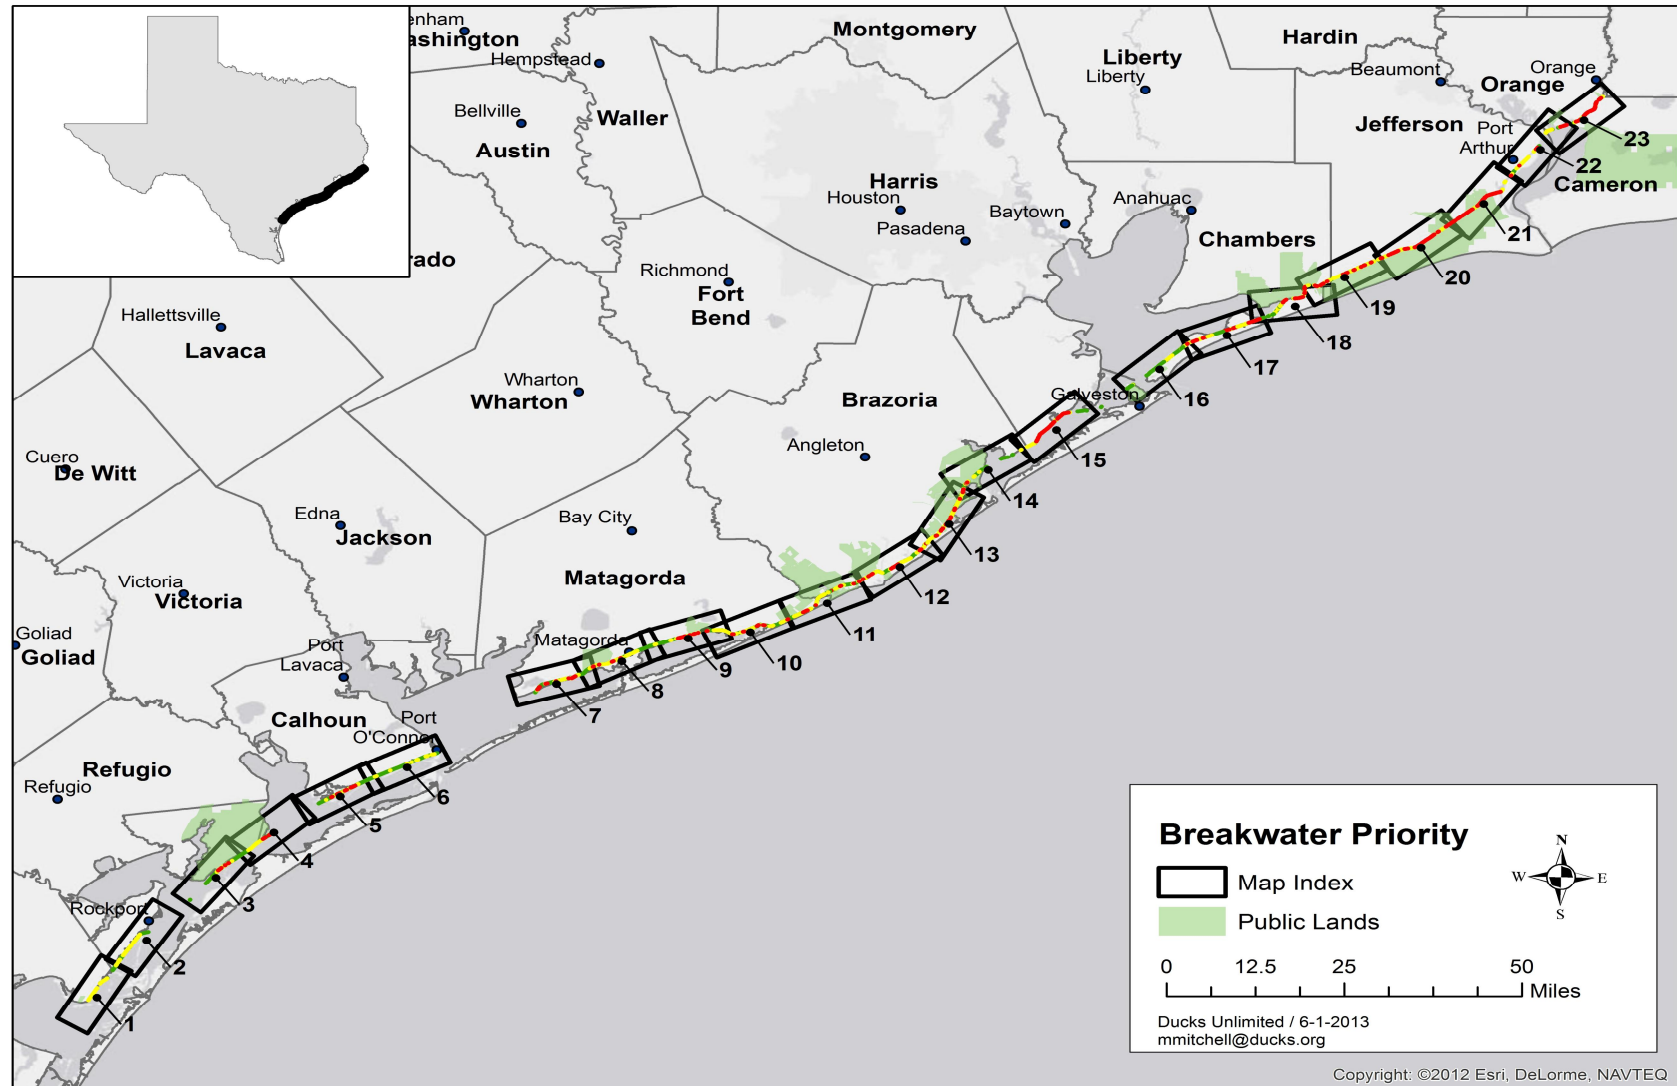 enham
ashington
Hempstead
Montgomery
Liberty
Liberty
Hardin
Beaumont
Orange
Orange
Bellville
Austin
Waller
Jefferson
Port
Arthur
23
22
Cameron
Harris
Houston
Pasadena
Baytown
Anahuac
Chambers
21
20
rado
Richmond
Fort
Bend
19
18
17
Hallettsville
Lavaca
Wharton
Wharton
Brazoria
Galveston
16
Angleton
15
Cuero
De Witt
14
Edna
Jackson
Bay City
13
Matagorda
12
Victoria
Victoria
11
Goliad
Goliad
Port
Lavaca
Matagorda
10
9
8
7
Calhoun
Port
O'Connor
Refugio
Refugio
6
5
4
3
Rockport
2
1
Breakwater Priority
Map Index
Public Lands
N
W
E
S
0 12.5 25 50
Miles
Ducks Unlimited / 6-1-2013
mmitchell@ducks.org
Copyright: ©2012 Esri, DeLorme, NAVTEQ